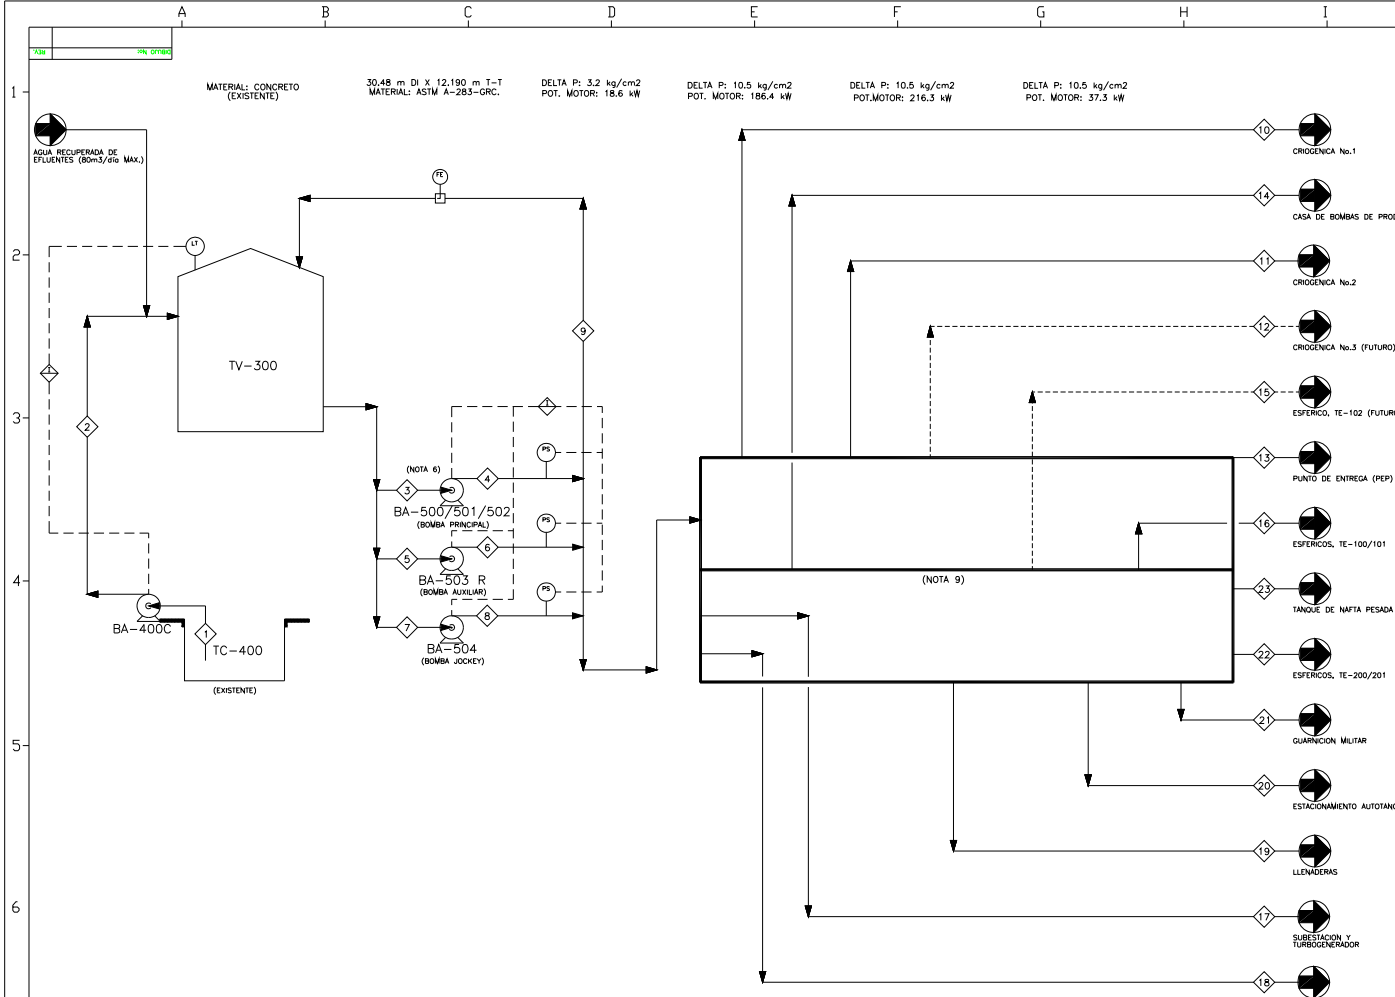 A B C D E F G H I
REV.
DIBUJO No.
1
MATERIAL: CONCRETO
(EXISTENTE)
30.48 m DI X 12.190 m T-T
MATERIAL: ASTM A-283-GRC.
DELTA P: 3.2 kg/cm2
POT. MOTOR: 18.6 kW
DELTA P: 10.5 kg/cm2
POT. MOTOR: 186.4 kW
DELTA P: 10.5 kg/cm2
POT.MOTOR: 216.3 kW
DELTA P: 10.5 kg/cm2
POT. MOTOR: 37.3 kW
AGUA RECUPERADA DE
EFLUENTES (80m3/dia MAX.)
10
CRIOGENICA No.1
FE
14
CASA DE BOMBAS DE PROD
2
LT
11
CRIOGENICA No.2
9
12
CRIOGENICA No.3 (FUTURO)
TV-300
I
15
ESFERICO, TE-102 (FUTURO
3
2
I
PS
13
PUNTO DE ENTREGA (PEP)
(NOTA 6)
3
4
BA-500/501/502
(BOMBA PRINCIPAL)
PS
16
ESFERICOS, TE-100/101
5
6
BA-503 R
(BOMBA AUXILIAR)
4
(NOTA 9)
PS
23
TANQUE DE NAFTA PESADA
BA-400C
1
TC-400
(EXISTENTE)
7
8
BA-504
(BOMBA JOCKEY)
22
ESFERICOS, TE-200/201
5
21
GUARNICION MILITAR
20
ESTACIONAMIENTO AUTOTANQ
19
LLENADERAS
6
17
SUBESTACION Y
TURBOGENERADOR
18